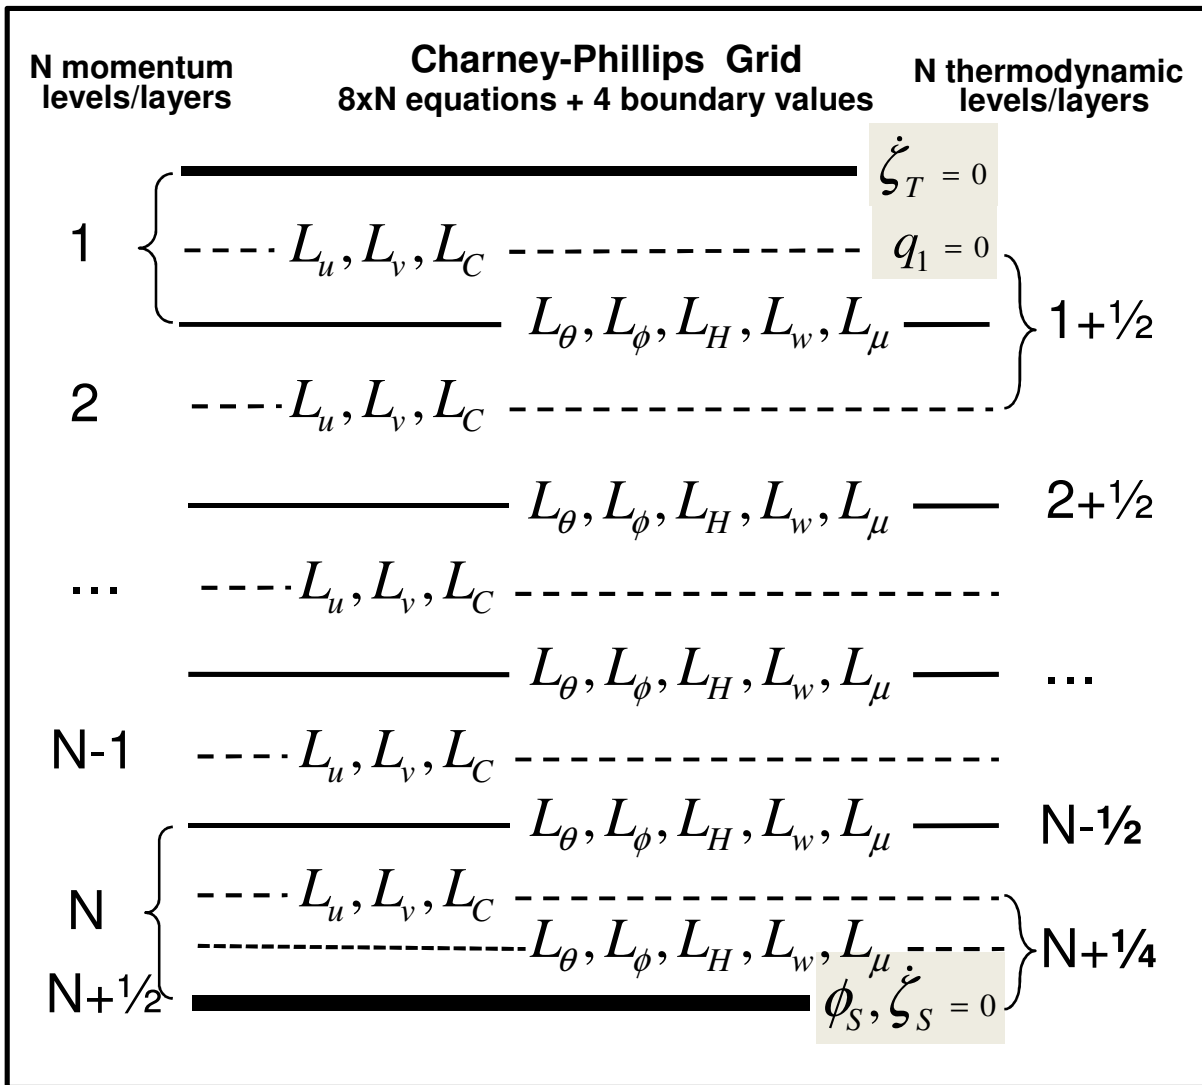 N momentum levels/layers
Charney-Phillips Grid
8xN equations + 4 boundary values
N thermodynamic levels/layers
ζ̇_T = 0
1 L_u, L_v, L_C q_1 = 0
L_θ, L_ϕ, L_H, L_w, L_μ 1+½
2 L_u, L_v, L_C
L_θ, L_ϕ, L_H, L_w, L_μ 2+½
... L_u, L_v, L_C
L_θ, L_ϕ, L_H, L_w, L_μ ...
N-1 L_u, L_v, L_C
L_θ, L_ϕ, L_H, L_w, L_μ N-½
N L_u, L_v, L_C
L_θ, L_ϕ, L_H, L_w, L_μ N+¼
N+½ ϕ_S, ζ̇_S = 0